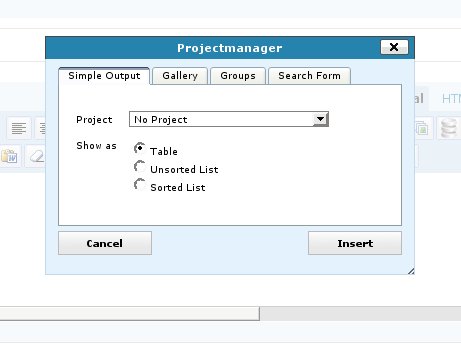 Projectmanager
Simple Output Gallery Groups Search Form
al HTM
Project No Project
Show as Table
Unsorted List
Sorted List
Cancel Insert